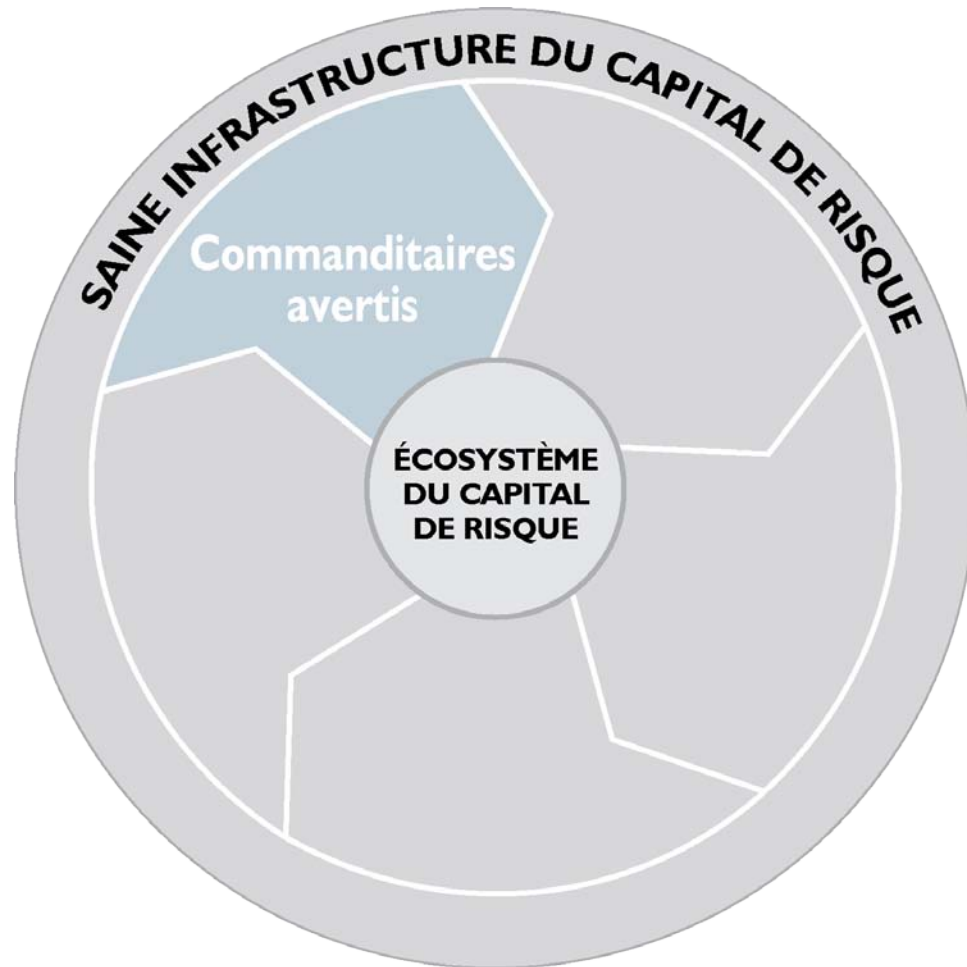 SAINE INFRASTRUCTURE DU CAPITAL DE RISQUE
Commanditaires
avertis
ÉCOSYSTÈME
DU CAPITAL
DE RISQUE